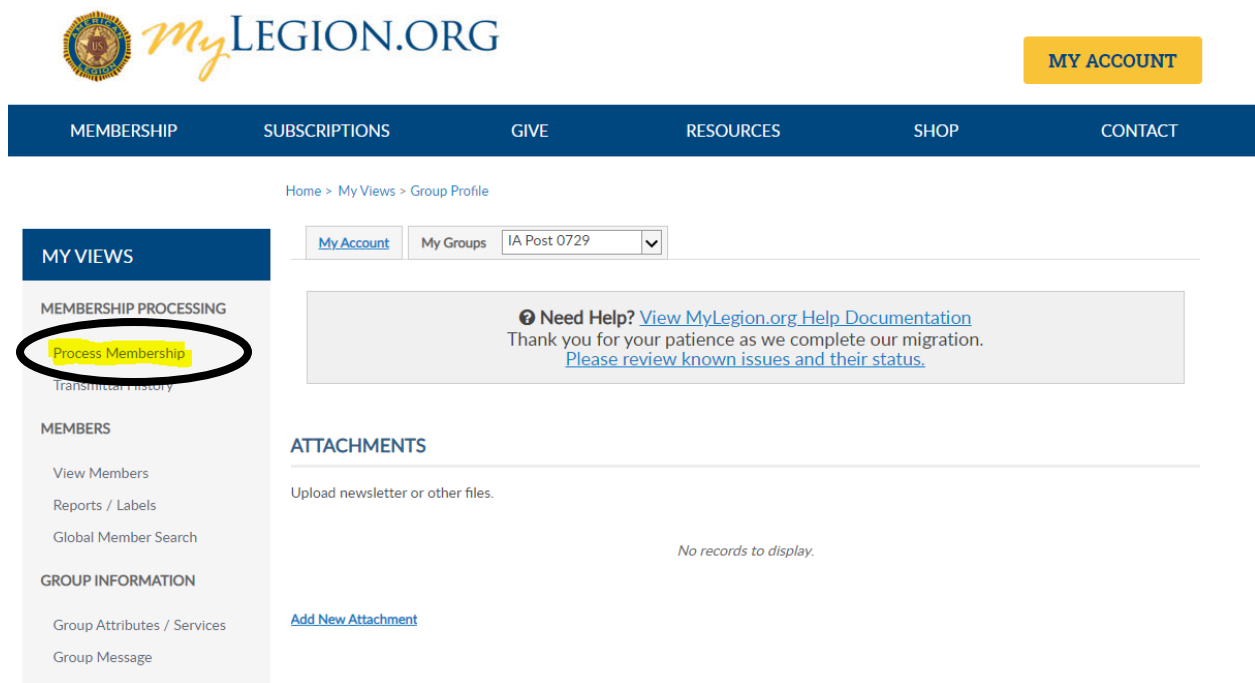 AMERICAN
US
LEGION
MyLEGION.ORG
MY ACCOUNT
MEMBERSHIP SUBSCRIPTIONS GIVE RESOURCES SHOP CONTACT
Home > My Views > Group Profile
My Account My Groups IA Post 0729
MY VIEWS
MEMBERSHIP PROCESSING
Process Membership
Transmittal History
MEMBERS
View Members
Reports / Labels
Global Member Search
GROUP INFORMATION
Group Attributes / Services
Group Message
Need Help? View MyLegion.org Help Documentation
Thank you for your patience as we complete our migration.
Please review known issues and their status.
ATTACHMENTS
Upload newsletter or other files.
No records to display.
Add New Attachment